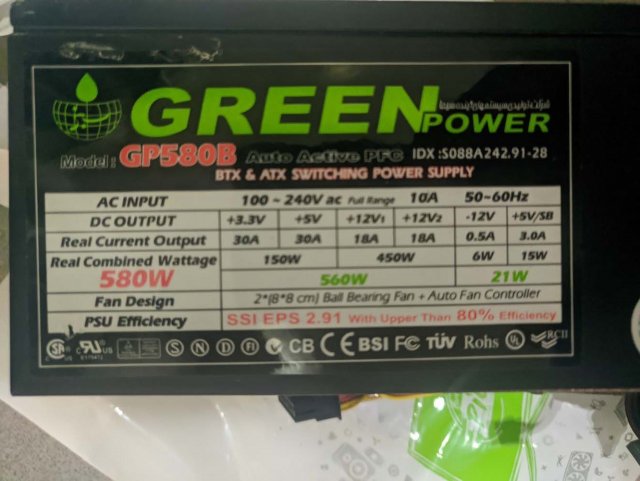 GREEN POWER
Model: GP580B Auto Active PFC IDX :S088A242.91-28
BTX & ATX SWITCHING POWER SUPPLY
AC INPUT 100 ~ 240V ac Full Range 10A 50~60Hz
DC OUTPUT +3.3V +5V +12V1 +12V2 -12V +5V/SB
Real Current Output 30A 30A 18A 18A 0.5A 3.0A
Real Combined Wattage 150W 450W 6W 15W
580W 560W 21W
Fan Design 2*(8*8 cm) Ball Bearing Fan + Auto Fan Controller
PSU Efficiency SSI EPS 2.91 With Upper Than 80% Efficiency
S N D FI CB CE BSI FC TÜV Rohs UL RCII